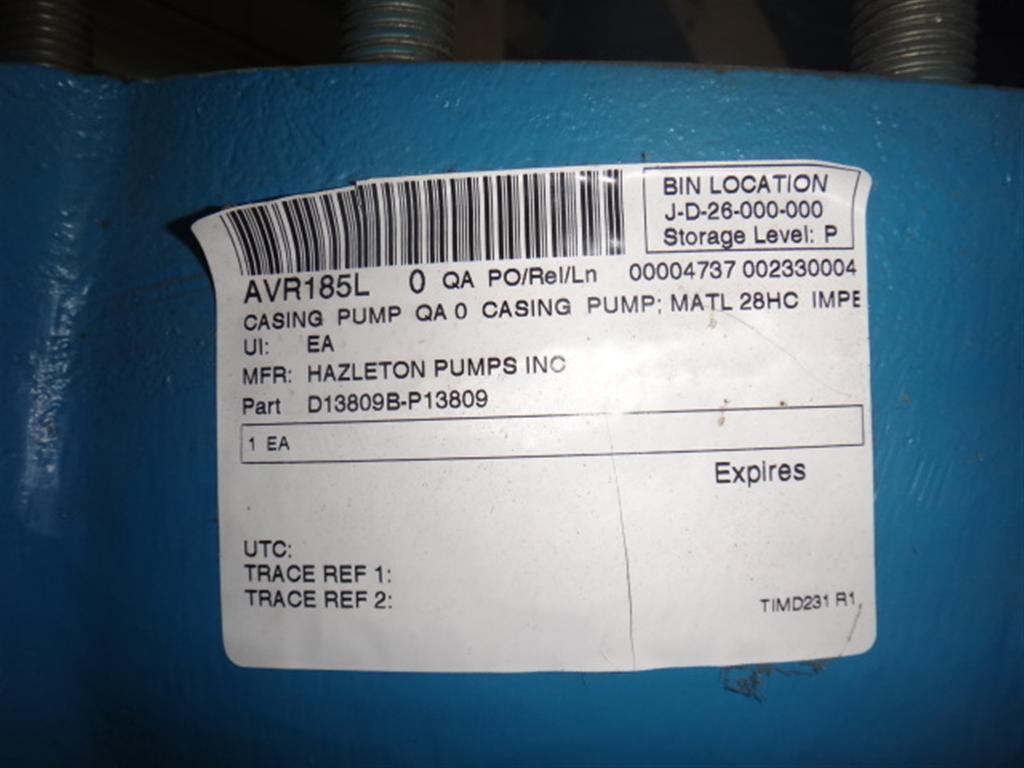 BIN LOCATION
J-D-26-000-000
Storage Level: P
AVR185L 0 QA PO/Rel/Ln 00004737 002330004
CASING PUMP QA 0 CASING PUMP; MATL 28HC IMPE
UI: EA
MFR: HAZLETON PUMPS INC
Part D13809B-P13809
1 EA
Expires
UTC:
TRACE REF 1:
TRACE REF 2:
TIMD231 R1